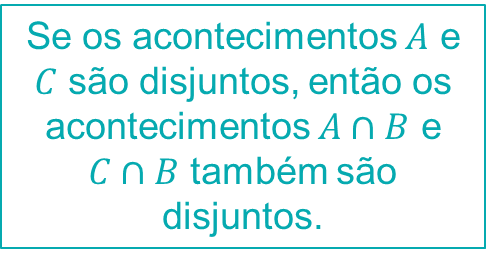 Se os acontecimentos 𝐴 e
𝐶 são disjuntos, então os
acontecimentos 𝐴 ∩ 𝐵 e
𝐶 ∩ 𝐵 também são
disjuntos.